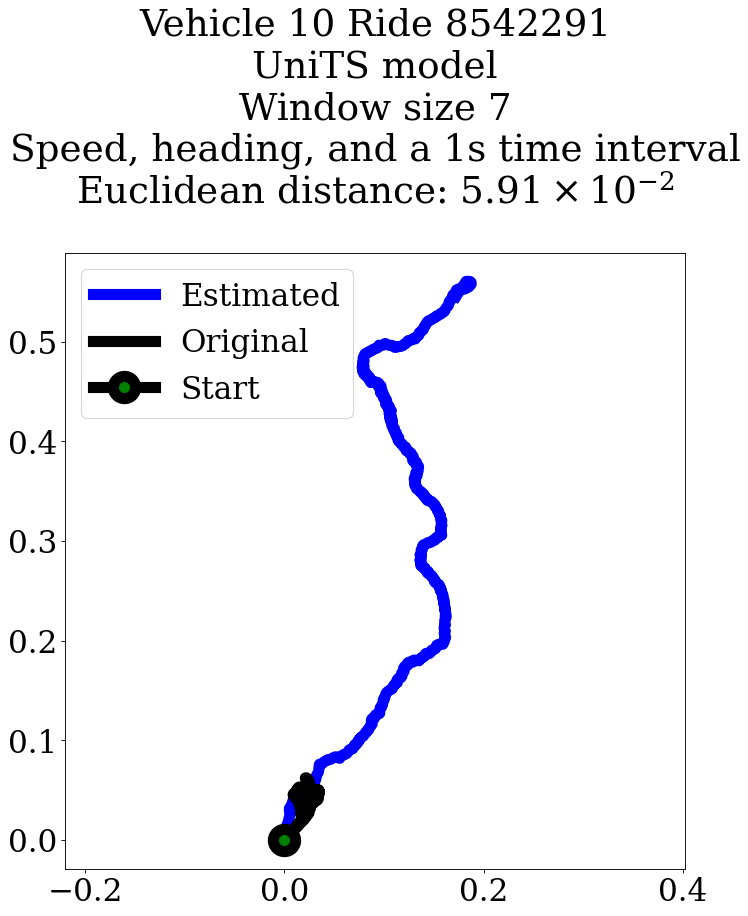 Vehicle 10 Ride 8542291
UniTS model
Window size 7
Speed, heading, and a 1s time interval
Euclidean distance: 5.91 × 10⁻²
Estimated
Original
Start
0.5
0.4
0.3
0.2
0.1
0.0
−0.2 0.0 0.2 0.4